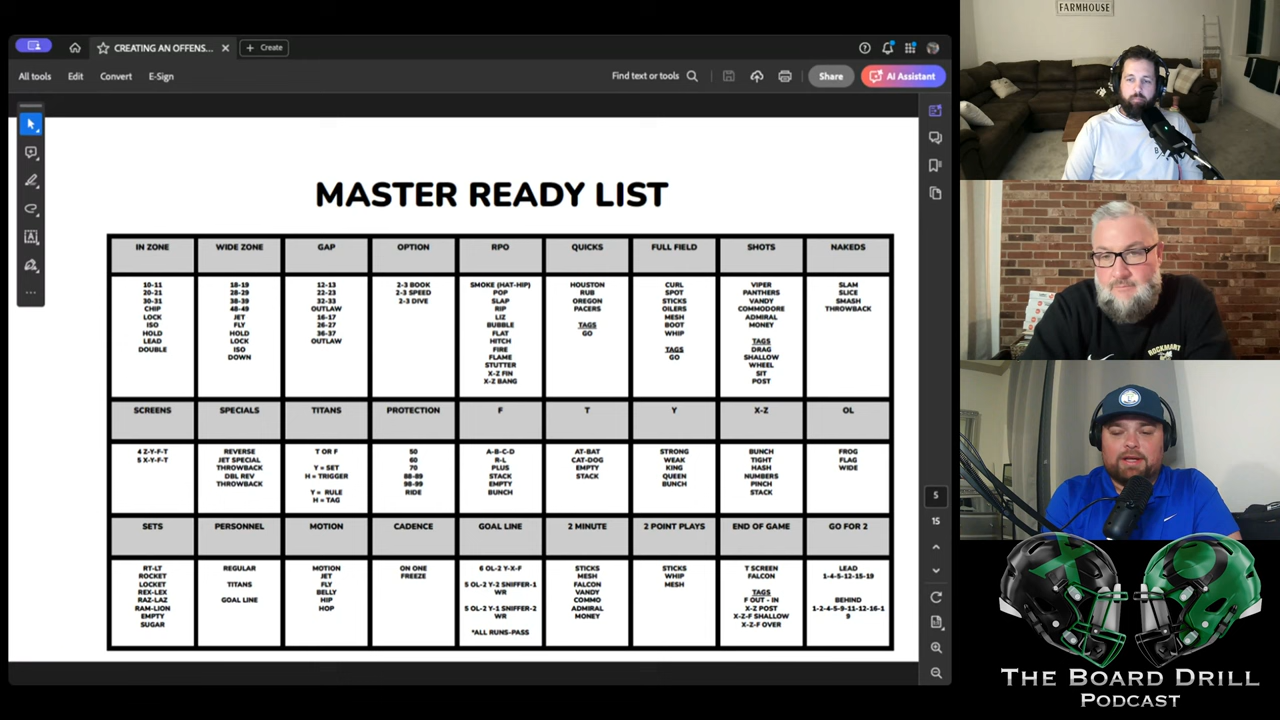 CREATING AN OFFENS...
Create
All tools
Edit
Convert
E-Sign
Find text or tools
Share
AI Assistant
MASTER READY LIST
IN ZONE
10-11
20-21
30-31
CHIP
LOCK
ISO
HOLD
LEAD
DOUBLE
WIDE ZONE
18-19
28-29
38-39
48-49
JET
FLY
HOLD
LOCK
ISO
DOWN
GAP
12-13
22-23
32-33
OUTLAW
16-17
26-27
36-37
OUTLAW
OPTION
2-3 BOOK
2-3 SPEED
2-3 DIVE
RPO
SMOKE (HAT-HIP)
POP
SLAP
RIP
LIZ
BUBBLE
FLAT
HITCH
FIRE
FLAME
STUTTER
X-Z FIN
X-Z BANG
QUICKS
HOUSTON
RUB
OREGON
PACERS
TAGS
GO
FULL FIELD
CURL
SPOT
STICKS
OILERS
MESH
BOOT
WHIP
TAGS
GO
SHOTS
VIPER
PANTHERS
VANDY
COMMODORE
ADMIRAL
MONEY
TAGS
DRAG
SHALLOW
WHEEL
SIT
POST
NAKEDS
SLAM
SLICE
SMASH
THROWBACK
SCREENS
4 Z-Y-F-T
5 X-Y-F-T
SPECIALS
REVERSE
JET SPECIAL
THROWBACK
DBL REV
THROWBACK
TITANS
T OR F
Y = SET
H = TRIGGER
Y = RULE
H = TAG
PROTECTION
50
60
70
88-89
98-99
RIDE
F
A-B-C-D
R-L
PLUS
STACK
EMPTY
BUNCH
T
AT-BAT
CAT-DOG
EMPTY
STACK
Y
STRONG
WEAK
KING
QUEEN
BUNCH
X-Z
BUNCH
TIGHT
HASH
NUMBERS
PINCH
STACK
OL
FROG
FLAG
WIDE
SETS
RT-LT
ROCKET
LOCKET
REX-LEX
RAZ-LAZ
RAM-LION
EMPTY
SUGAR
PERSONNEL
REGULAR
TITANS
GOAL LINE
MOTION
MOTION
JET
FLY
BELLY
HIP
HOP
CADENCE
ON ONE
FREEZE
GOAL LINE
6 OL-2 Y-X-F
5 OL-2 Y-2 SNIFFER-1
WR
5 OL-2 Y-1 SNIFFER-2
WR
*ALL RUNS-PASS
2 MINUTE
STICKS
MESH
FALCON
VANDY
COMMO
ADMIRAL
MONEY
2 POINT PLAYS
STICKS
WHIP
MESH
END OF GAME
T SCREEN
FALCON
TAGS
F OUT - IN
X-Z POST
X-Z-F SHALLOW
X-Z-F OVER
GO FOR 2
LEAD
1-4-5-12-15-19
BEHIND
1-2-4-5-9-11-12-16-1
9
5
15
FARMHOUSE
ROCKMART
THE BOARD DRILL
PODCAST